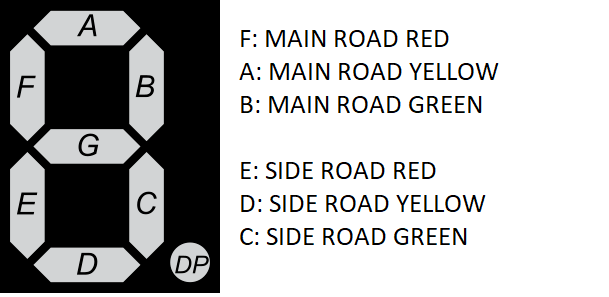 A
F
B
G
E
C
D
DP
F: MAIN ROAD RED
A: MAIN ROAD YELLOW
B: MAIN ROAD GREEN
E: SIDE ROAD RED
D: SIDE ROAD YELLOW
C: SIDE ROAD GREEN